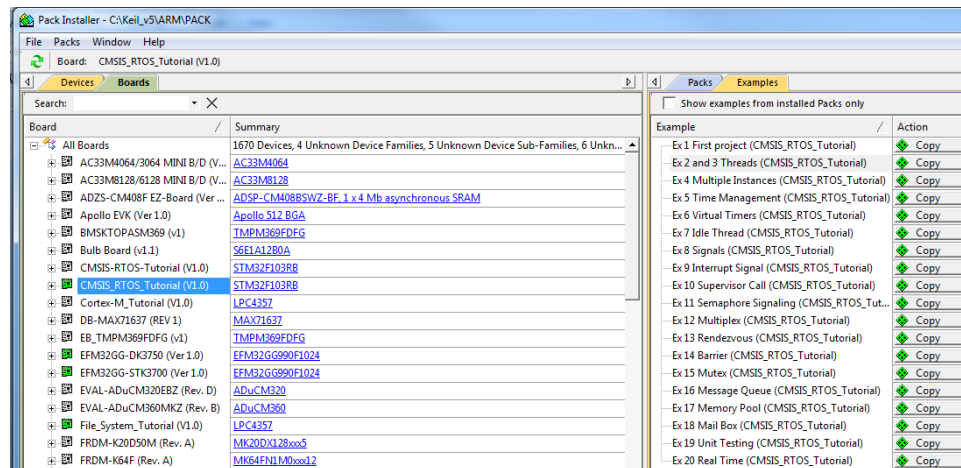 Pack Installer - C:\Keil_v5\ARM\PACK
File Packs Window Help
Board: CMSIS_RTOS_Tutorial (V1.0)
Devices Boards
Search:
Board / Summary
All Boards 1670 Devices, 4 Unknown Device Families, 5 Unknown Device Sub-Families, 6 Unkn...
AC33M4064/3064 MINI B/D (V... AC33M4064
AC33M8128/6128 MINI B/D (V... AC33M8128
ADZS-CM408F EZ-Board (Ver ... ADSP-CM408BSWZ-BF, 1 x 4 Mb asynchronous SRAM
Apollo EVK (Ver 1.0) Apollo 512 BGA
BMSKTOPASM369 (v1) TMPM369FDFG
Bulb Board (v1.1) S6E1A12B0A
CMSIS-RTOS-Tutorial (V1.0) STM32F103RB
CMSIS_RTOS_Tutorial (V1.0) STM32F103RB
Cortex-M_Tutorial (V1.0) LPC4357
DB-MAX71637 (REV 1) MAX71637
EB_TMPM369FDFG (v1) TMPM369FDFG
EFM32GG-DK3750 (Ver 1.0) EFM32GG990F1024
EFM32GG-STK3700 (Ver 1.0) EFM32GG990F1024
EVAL-ADuCM320EBZ (Rev. D) ADuCM320
EVAL-ADuCM360MKZ (Rev. B) ADuCM360
File_System_Tutorial (V1.0) LPC4357
FRDM-K20D50M (Rev. A) MK20DX128xxx5
FRDM-K64F (Rev. A) MK64FN1M0xxx12
Packs Examples
Show examples from installed Packs only
Example / Action
Ex 1 First project (CMSIS_RTOS_Tutorial) Copy
Ex 2 and 3 Threads (CMSIS_RTOS_Tutorial) Copy
Ex 4 Multiple Instances (CMSIS_RTOS_Tutorial) Copy
Ex 5 Time Management (CMSIS_RTOS_Tutorial) Copy
Ex 6 Virtual Timers (CMSIS_RTOS_Tutorial) Copy
Ex 7 Idle Thread (CMSIS_RTOS_Tutorial) Copy
Ex 8 Signals (CMSIS_RTOS_Tutorial) Copy
Ex 9 Interrupt Signal (CMSIS_RTOS_Tutorial) Copy
Ex 10 Supervisor Call (CMSIS_RTOS_Tutorial) Copy
Ex 11 Semaphore Signaling (CMSIS_RTOS_Tut... Copy
Ex 12 Multiplex (CMSIS_RTOS_Tutorial) Copy
Ex 13 Rendezvous (CMSIS_RTOS_Tutorial) Copy
Ex 14 Barrier (CMSIS_RTOS_Tutorial) Copy
Ex 15 Mutex (CMSIS_RTOS_Tutorial) Copy
Ex 16 Message Queue (CMSIS_RTOS_Tutorial) Copy
Ex 17 Memory Pool (CMSIS_RTOS_Tutorial) Copy
Ex 18 Mail Box (CMSIS_RTOS_Tutorial) Copy
Ex 19 Unit Testing (CMSIS_RTOS_Tutorial) Copy
Ex 20 Real Time (CMSIS_RTOS_Tutorial) Copy